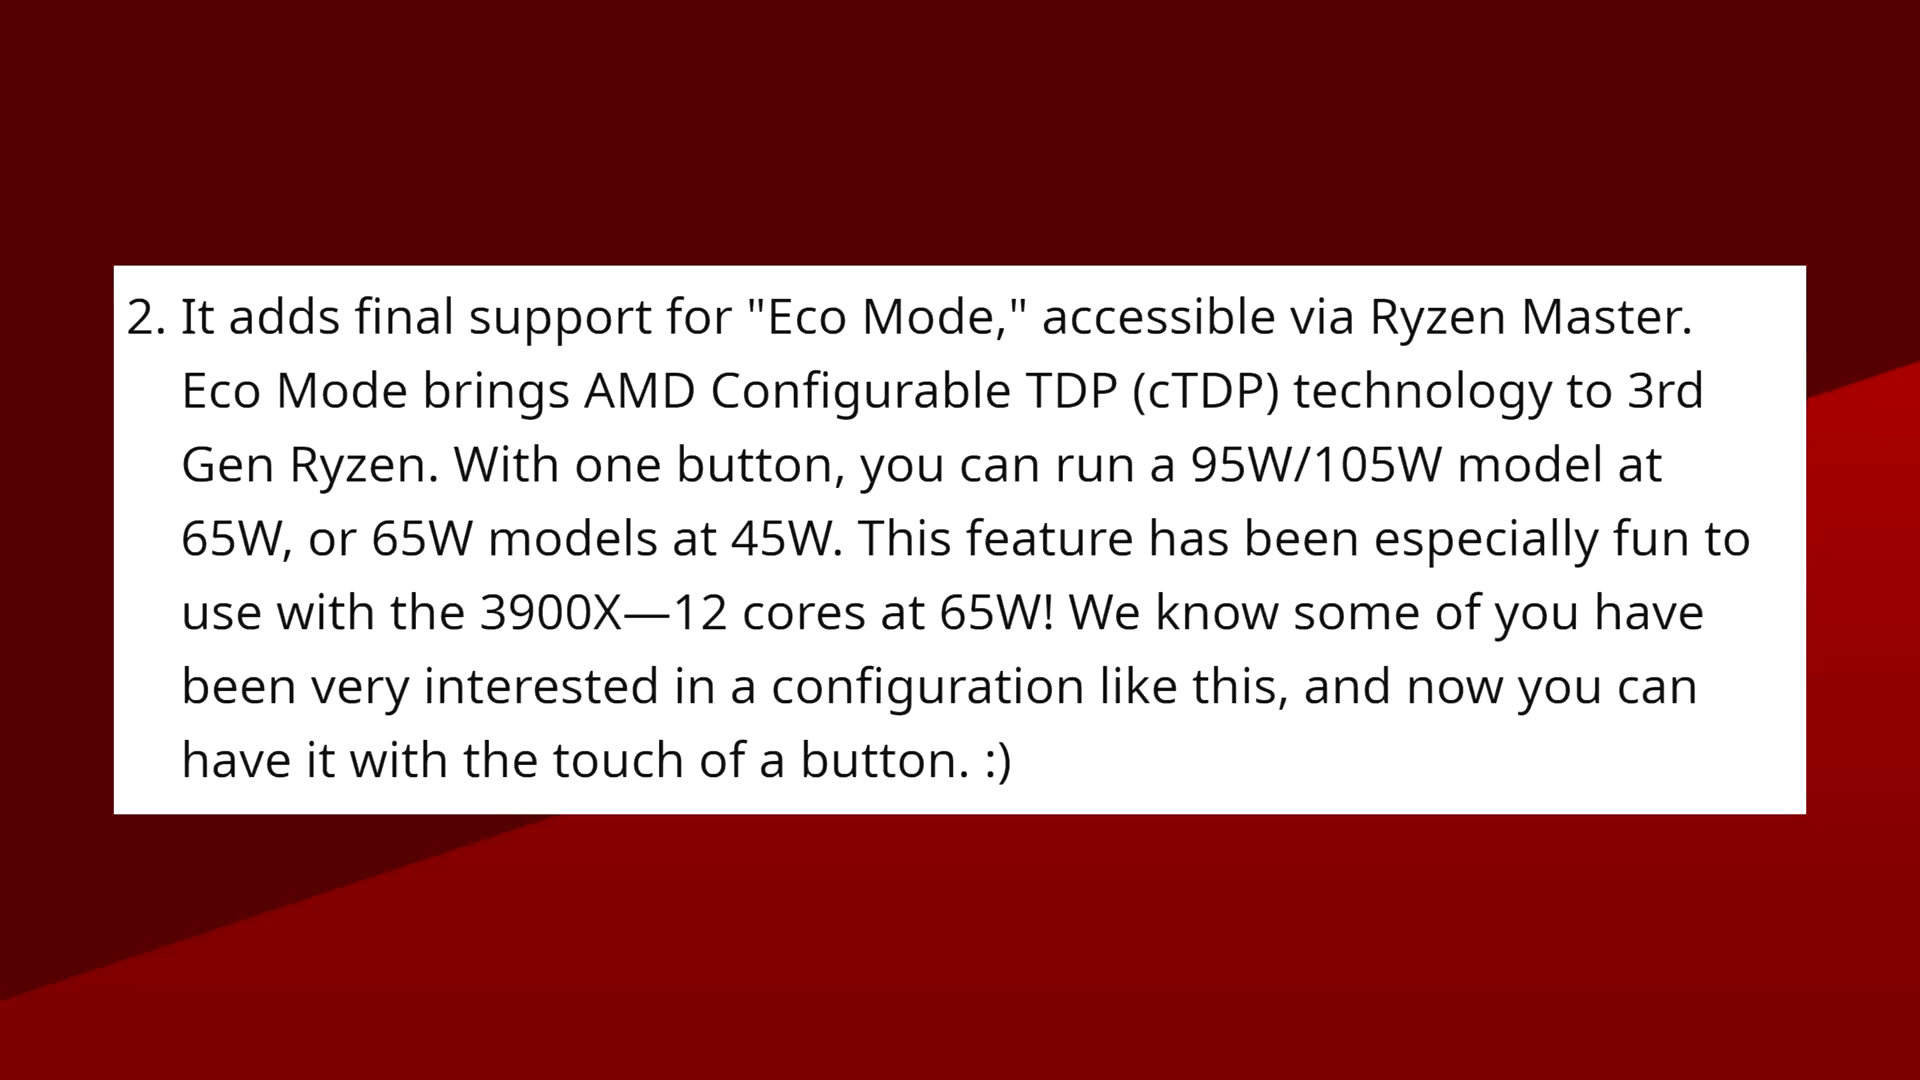 2. It adds final support for "Eco Mode," accessible via Ryzen Master.
Eco Mode brings AMD Configurable TDP (cTDP) technology to 3rd
Gen Ryzen. With one button, you can run a 95W/105W model at
65W, or 65W models at 45W. This feature has been especially fun to
use with the 3900X—12 cores at 65W! We know some of you have
been very interested in a configuration like this, and now you can
have it with the touch of a button. :)